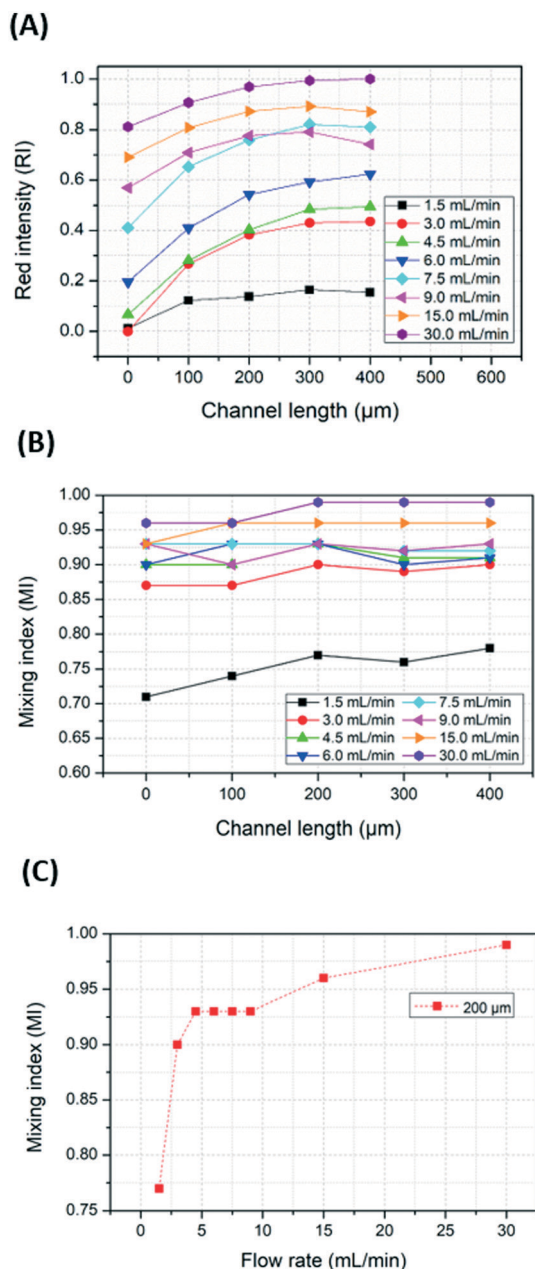 (A)
1.0
0.8
0.6
0.4
0.2
0.0
Red intensity (RI)
1.5 mL/min
3.0 mL/min
4.5 mL/min
6.0 mL/min
7.5 mL/min
9.0 mL/min
15.0 mL/min
30.0 mL/min
0 100 200 300 400 500 600
Channel length (µm)
(B)
1.00
0.95
0.90
0.85
0.80
0.75
0.70
0.65
0.60
Mixing index (MI)
1.5 mL/min 7.5 mL/min
3.0 mL/min 9.0 mL/min
4.5 mL/min 15.0 mL/min
6.0 mL/min 30.0 mL/min
0 100 200 300 400
Channel length (µm)
(C)
1.00
0.95
0.90
0.85
0.80
0.75
Mixing index (MI)
200 µm
0 5 10 15 20 25 30
Flow rate (mL/min)